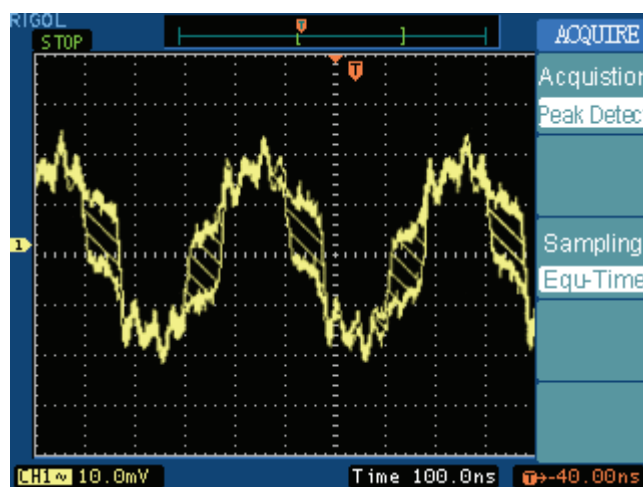 RIGOL
STOP
T
ACQUIRE
Acquistion
Peak Detec
T
1
Sampling
Equ-Time
CH1~ 10.0mV
Time 100.0ns
T→-40.00ns